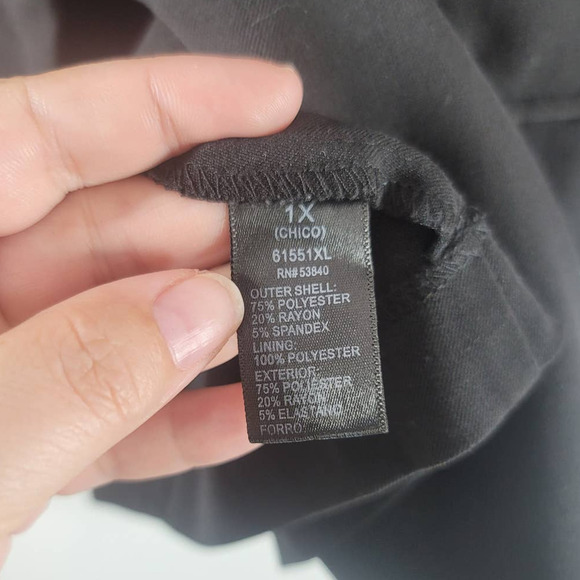 1X
(CHICO)
61551XL
RN#53840
OUTER SHELL:
75% POLYESTER
20% RAYON
5% SPANDEX
LINING:
100% POLYESTER
EXTERIOR:
75% POLYESTER
20% RAYON
5% ELASTANO
FORRO: